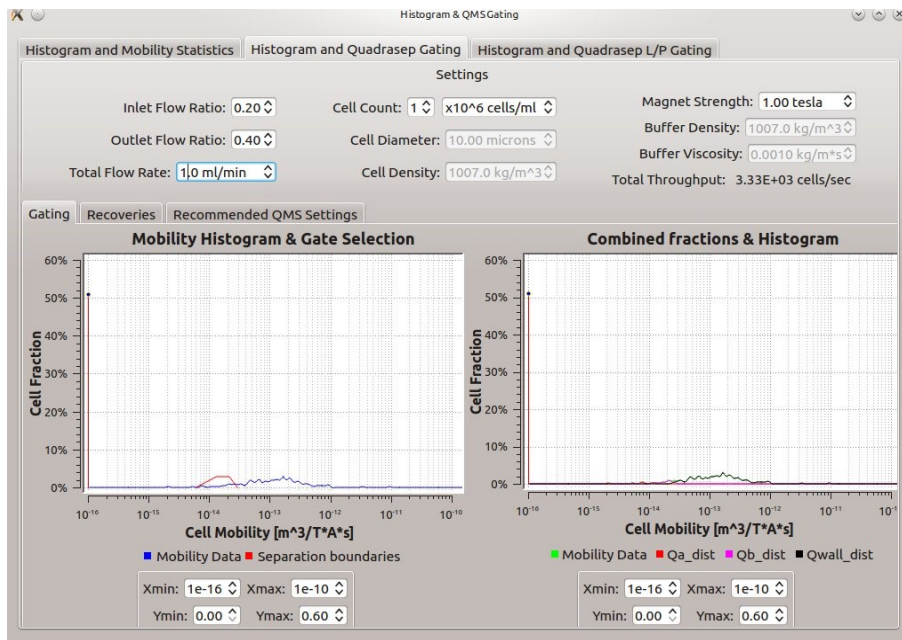 Histogram & QMSGating
Histogram and Mobility Statistics Histogram and Quadrasep Gating Histogram and Quadrasep L/P Gating
Settings
Inlet Flow Ratio: 0.20 Cell Count: 1 x10^6 cells/ml Magnet Strength: 1.00 tesla
Outlet Flow Ratio: 0.40 Cell Diameter: 10.00 microns Buffer Density: 1007.0 kg/m^3
Total Flow Rate: 1.0 ml/min Cell Density: 1007.0 kg/m^3 Buffer Viscosity: 0.0010 kg/m*s
Total Throughput: 3.33E+03 cells/sec
Gating Recoveries Recommended QMS Settings
Mobility Histogram & Gate Selection Combined fractions & Histogram
60% 60%
50% 50%
40% 40%
30% 30%
20% 20%
10% 10%
0% 0%
Cell Fraction Cell Fraction
10-16 10-15 10-14 10-13 10-12 10-11 10-10 10-16 10-15 10-14 10-13 10-12 10-11 10-1
Cell Mobility [m^3/T*A*s] Cell Mobility [m^3/T*A*s]
Mobility Data Separation boundaries Mobility Data Qa_dist Qb_dist Qwall_dist
Xmin: 1e-16 Xmax: 1e-10 Xmin: 1e-16 Xmax: 1e-10
Ymin: 0.00 Ymax: 0.60 Ymin: 0.00 Ymax: 0.60